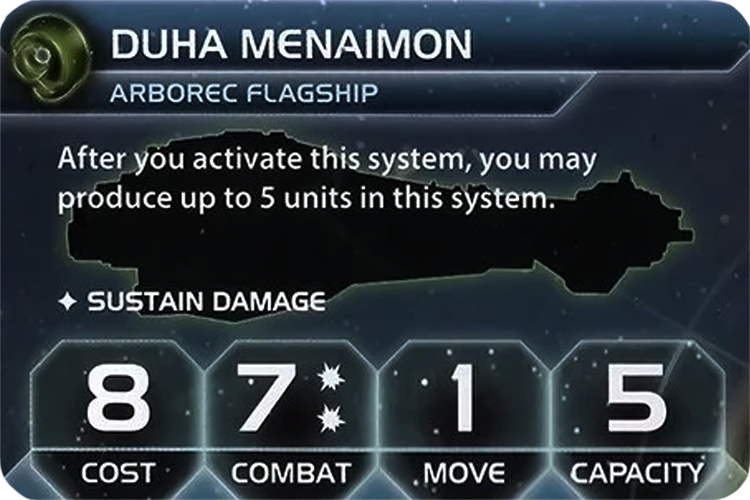 DUHA MENAIMON
ARBOREC FLAGSHIP
After you activate this system, you may
produce up to 5 units in this system.
✦ SUSTAIN DAMAGE
8 7 1 5
COST COMBAT MOVE CAPACITY